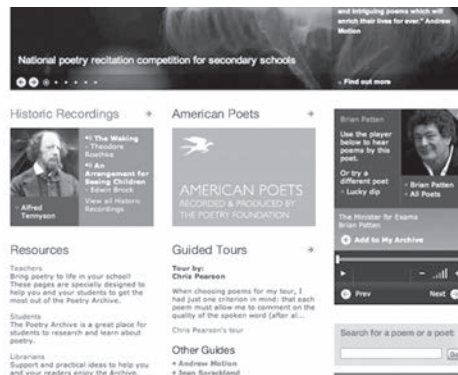 and intriguing poems which will
enrich their lives for ever." Andrew
Motion
National poetry recitation competition for secondary schools
Find out more
Historic Recordings
"I The Waking
- Theodore
Roethke
"I An
Arrangement for
Seeing Children
- Edwin Brock
View all Historic
Recordings
Alfred
Tennyson
American Poets
AMERICAN POETS
RECORDED & PRODUCED BY
THE POETRY FOUNDATION
Brian Patten
Use the player
below to hear
poems by this
poet.
Or try a
different poet
Lucky dip
Brian Patten
All Poets
The Minister for Exams
Brian Patten
Add to My Archive
Prev
Next
Resources
Teachers
Bring poetry to life in your school!
These pages are specially designed to
help you and your students to get the
most out of the Poetry Archive.
Students
The Poetry Archive is a great place for
students to research and learn about
poetry.
Librarians
Support and practical ideas to help you
and your readers enjoy the Archive.
Guided Tours
Tour by:
Chris Pearson
When choosing poems for my tour, I
had just one criterion in mind: that each
poem must allow me to comment on the
quality of the spoken word (after al...
Chris Pearson's tour
Other Guides
Andrew Motion
Search for a poem or a poet: